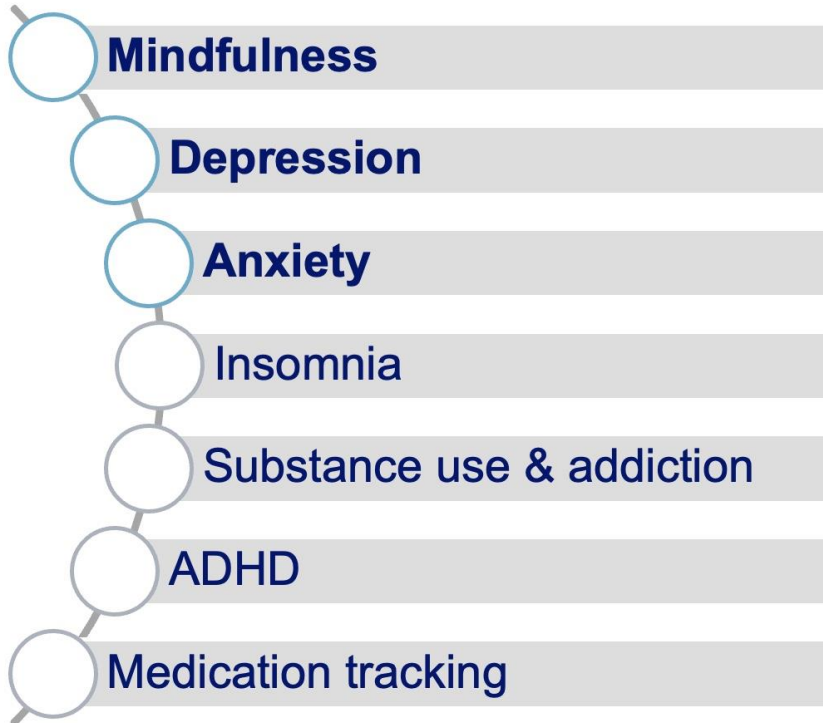 Mindfulness
Depression
Anxiety
Insomnia
Substance use & addiction
ADHD
Medication tracking